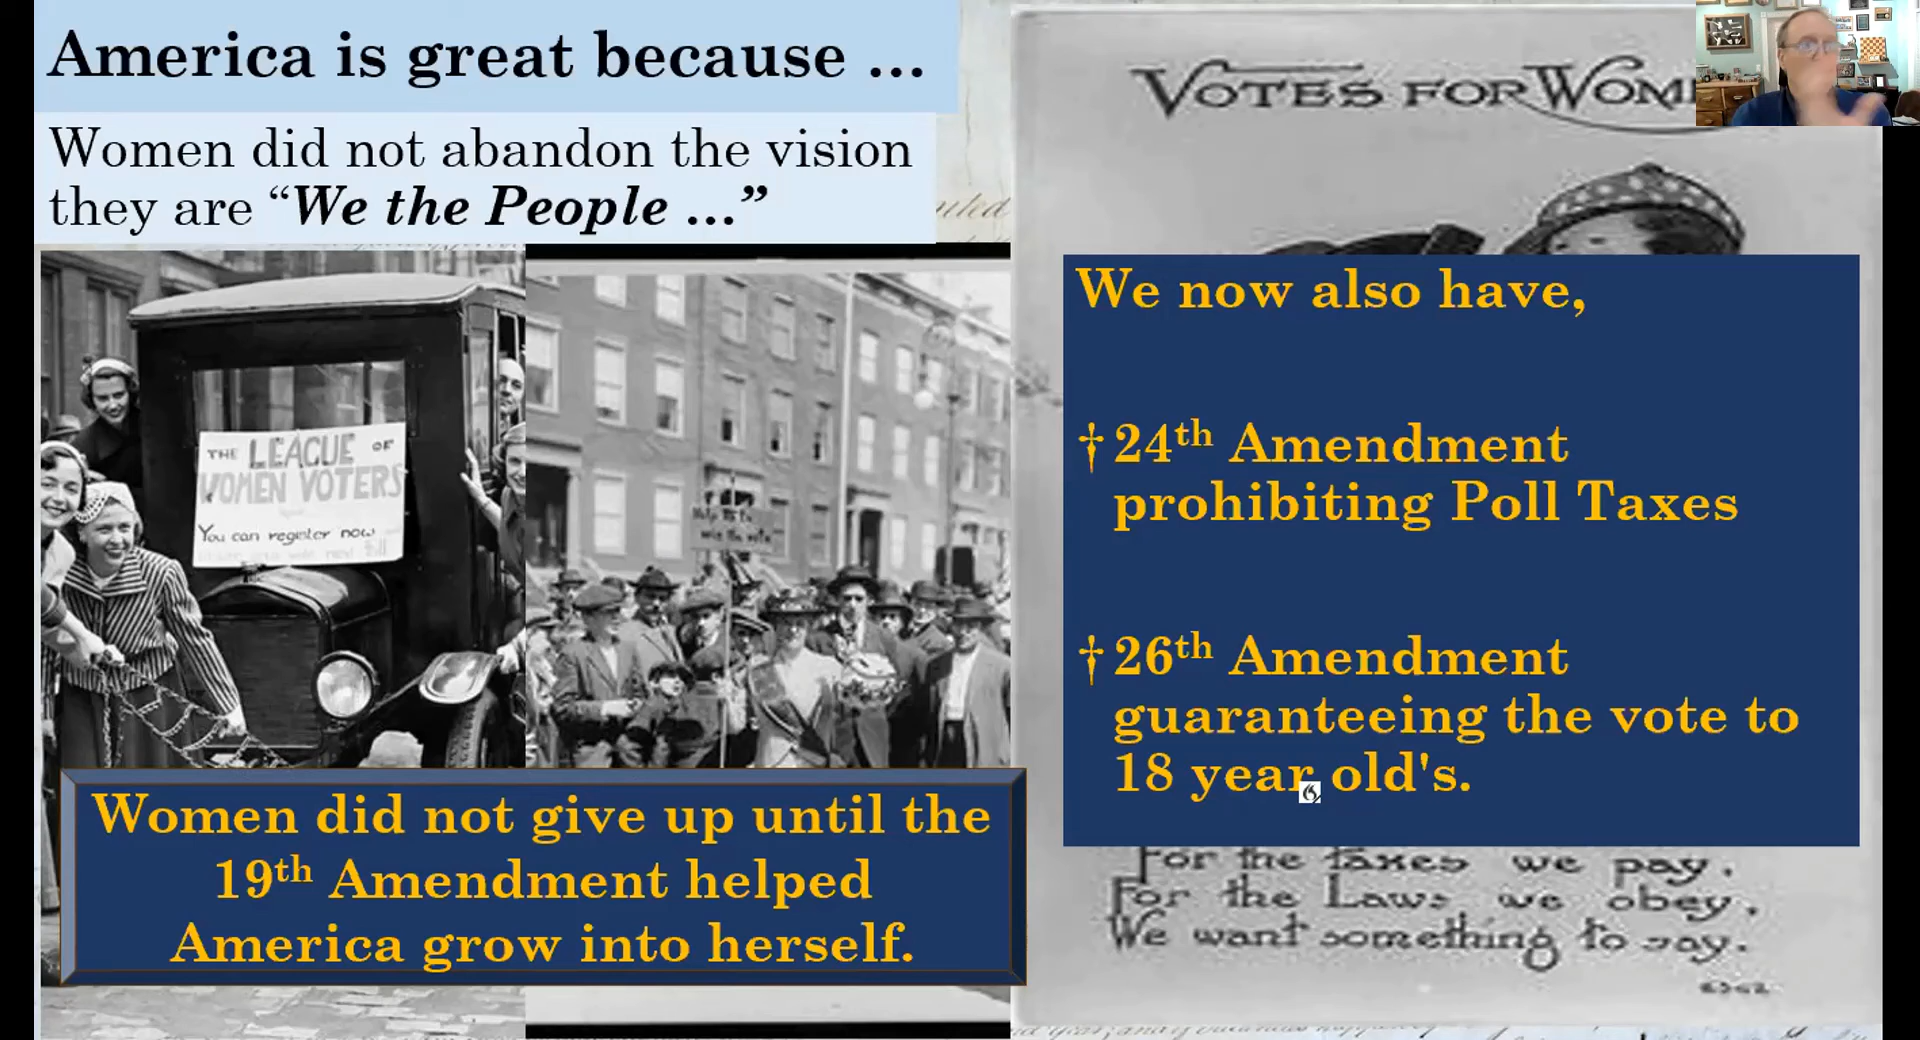 America is great because ...
Women did not abandon the vision
they are “We the People ...”
VOTES FOR
THE LEAGUE OF
WOMEN VOTERS
You can register now
We now also have,
†24th Amendment
prohibiting Poll Taxes
†26th Amendment
guaranteeing the vote to
18 year old's.
Women did not give up until the
19th Amendment helped
America grow into herself.
For the taxes we pay,
For the Laws we obey,
We want something to say.